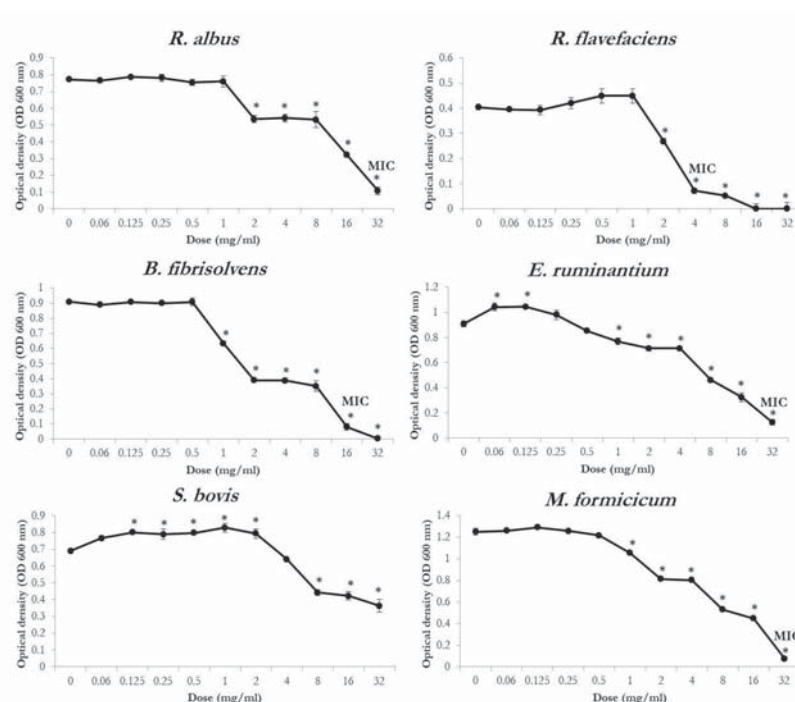 R. albus
Optical density (OD 600 nm)
0.9
0.8
0.7
0.6
0.5
0.4
0.3
0.2
0.1
0
* * *
*
MIC
*
0 0.06 0.125 0.25 0.5 1 2 4 8 16 32
Dose (mg/ml)
R. flavefaciens
Optical density (OD 600 nm)
0.6
0.5
0.4
0.3
0.2
0.1
0
*
MIC
* *
* *
0 0.06 0.125 0.25 0.5 1 2 4 8 16 32
Dose (mg/ml)
B. fibrisolvens
Optical density (OD 600 nm)
1
0.9
0.8
0.7
0.6
0.5
0.4
0.3
0.2
0.1
0
*
* * *
MIC
* *
0 0.06 0.125 0.25 0.5 1 2 4 8 16 32
Dose (mg/ml)
E. ruminantium
Optical density (OD 600 nm)
1.2
1
0.8
0.6
0.4
0.2
0
* *
* * *
*
*
MIC
*
0 0.06 0.125 0.25 0.5 1 2 4 8 16 32
Dose (mg/ml)
S. bovis
Optical density (OD 600 nm)
0.9
0.8
0.7
0.6
0.5
0.4
0.3
0.2
0.1
0
* * * * *
* * *
0 0.06 0.125 0.25 0.5 1 2 4 8 16 32
Dose (mg/ml)
M. formicicum
Optical density (OD 600 nm)
1.4
1.2
1
0.8
0.6
0.4
0.2
0
*
* *
* *
MIC
*
0 0.06 0.125 0.25 0.5 1 2 4 8 16 32
Dose (mg/ml)